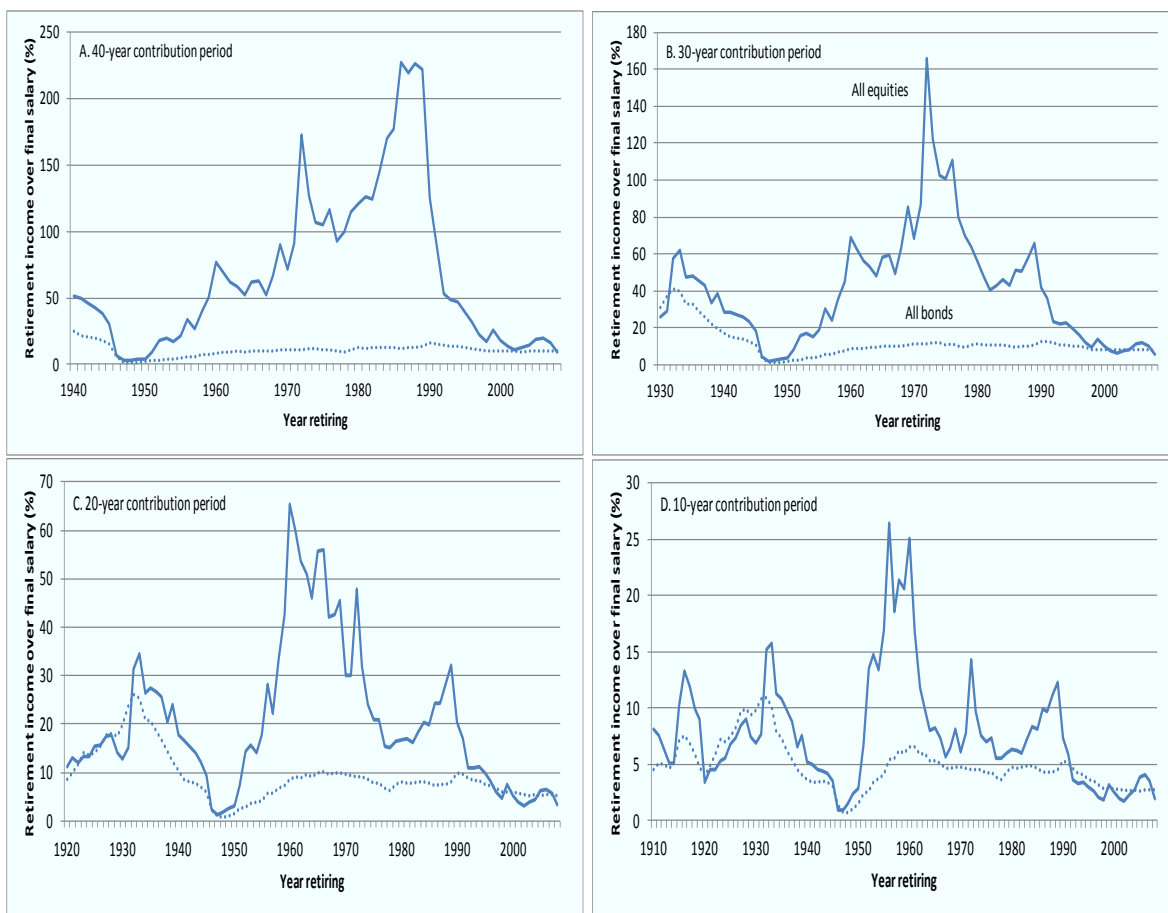 Retirement income over final salary (%)
A. 40-year contribution period
250
200
150
100
50
0
1940 1950 1960 1970 1980 1990 2000
Year retiring
Retirement income over final salary (%)
B. 30-year contribution period
All equities
All bonds
180
160
140
120
100
80
60
40
20
0
1930 1940 1950 1960 1970 1980 1990 2000
Year retiring
Retirement income over final salary (%)
C. 20-year contribution period
70
60
50
40
30
20
10
0
1920 1930 1940 1950 1960 1970 1980 1990 2000
Year retiring
Retirement income over final salary (%)
D. 10-year contribution period
30
25
20
15
10
5
0
1910 1920 1930 1940 1950 1960 1970 1980 1990 2000
Year retiring